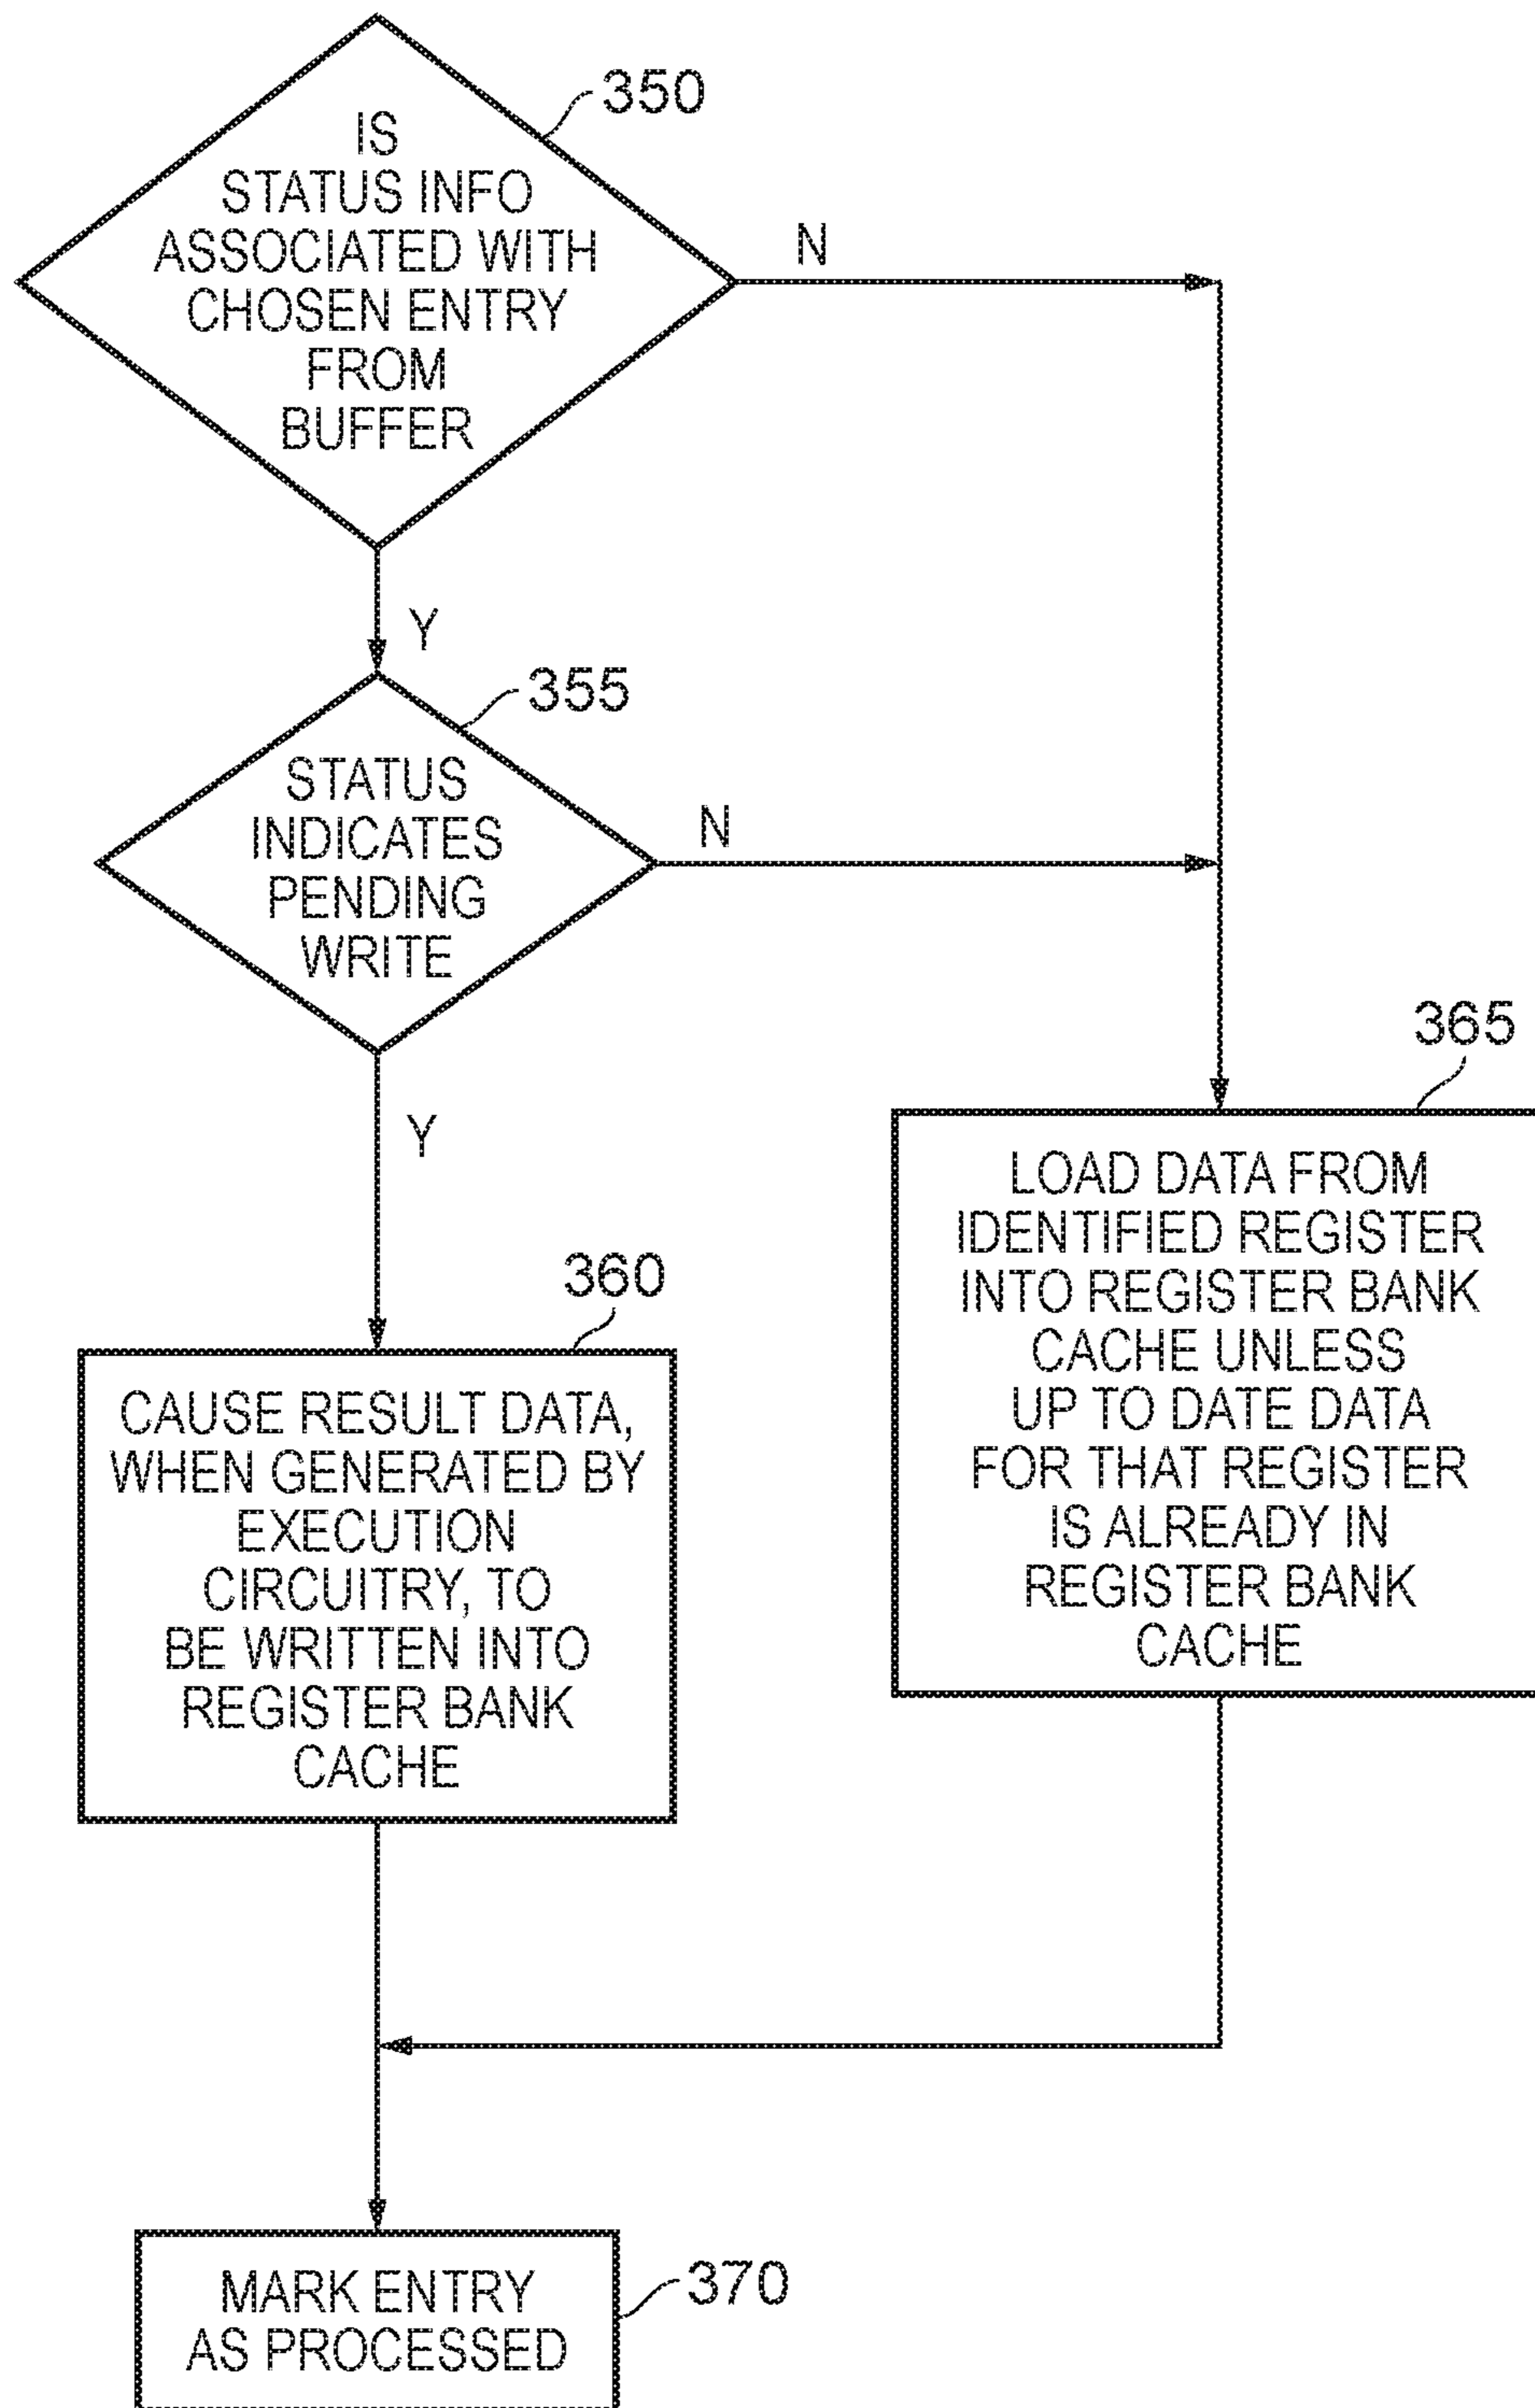 350
IS
STATUS INFO
ASSOCIATED WITH
CHOSEN ENTRY
FROM
BUFFER
N
Y
355
STATUS
INDICATES
PENDING
WRITE
N
Y
365
LOAD DATA FROM
IDENTIFIED REGISTER
INTO REGISTER BANK
CACHE UNLESS
UP TO DATE DATA
FOR THAT REGISTER
IS ALREADY IN
REGISTER BANK
CACHE
360
CAUSE RESULT DATA,
WHEN GENERATED BY
EXECUTION
CIRCUITRY, TO
BE WRITTEN INTO
REGISTER BANK
CACHE
MARK ENTRY
AS PROCESSED
370